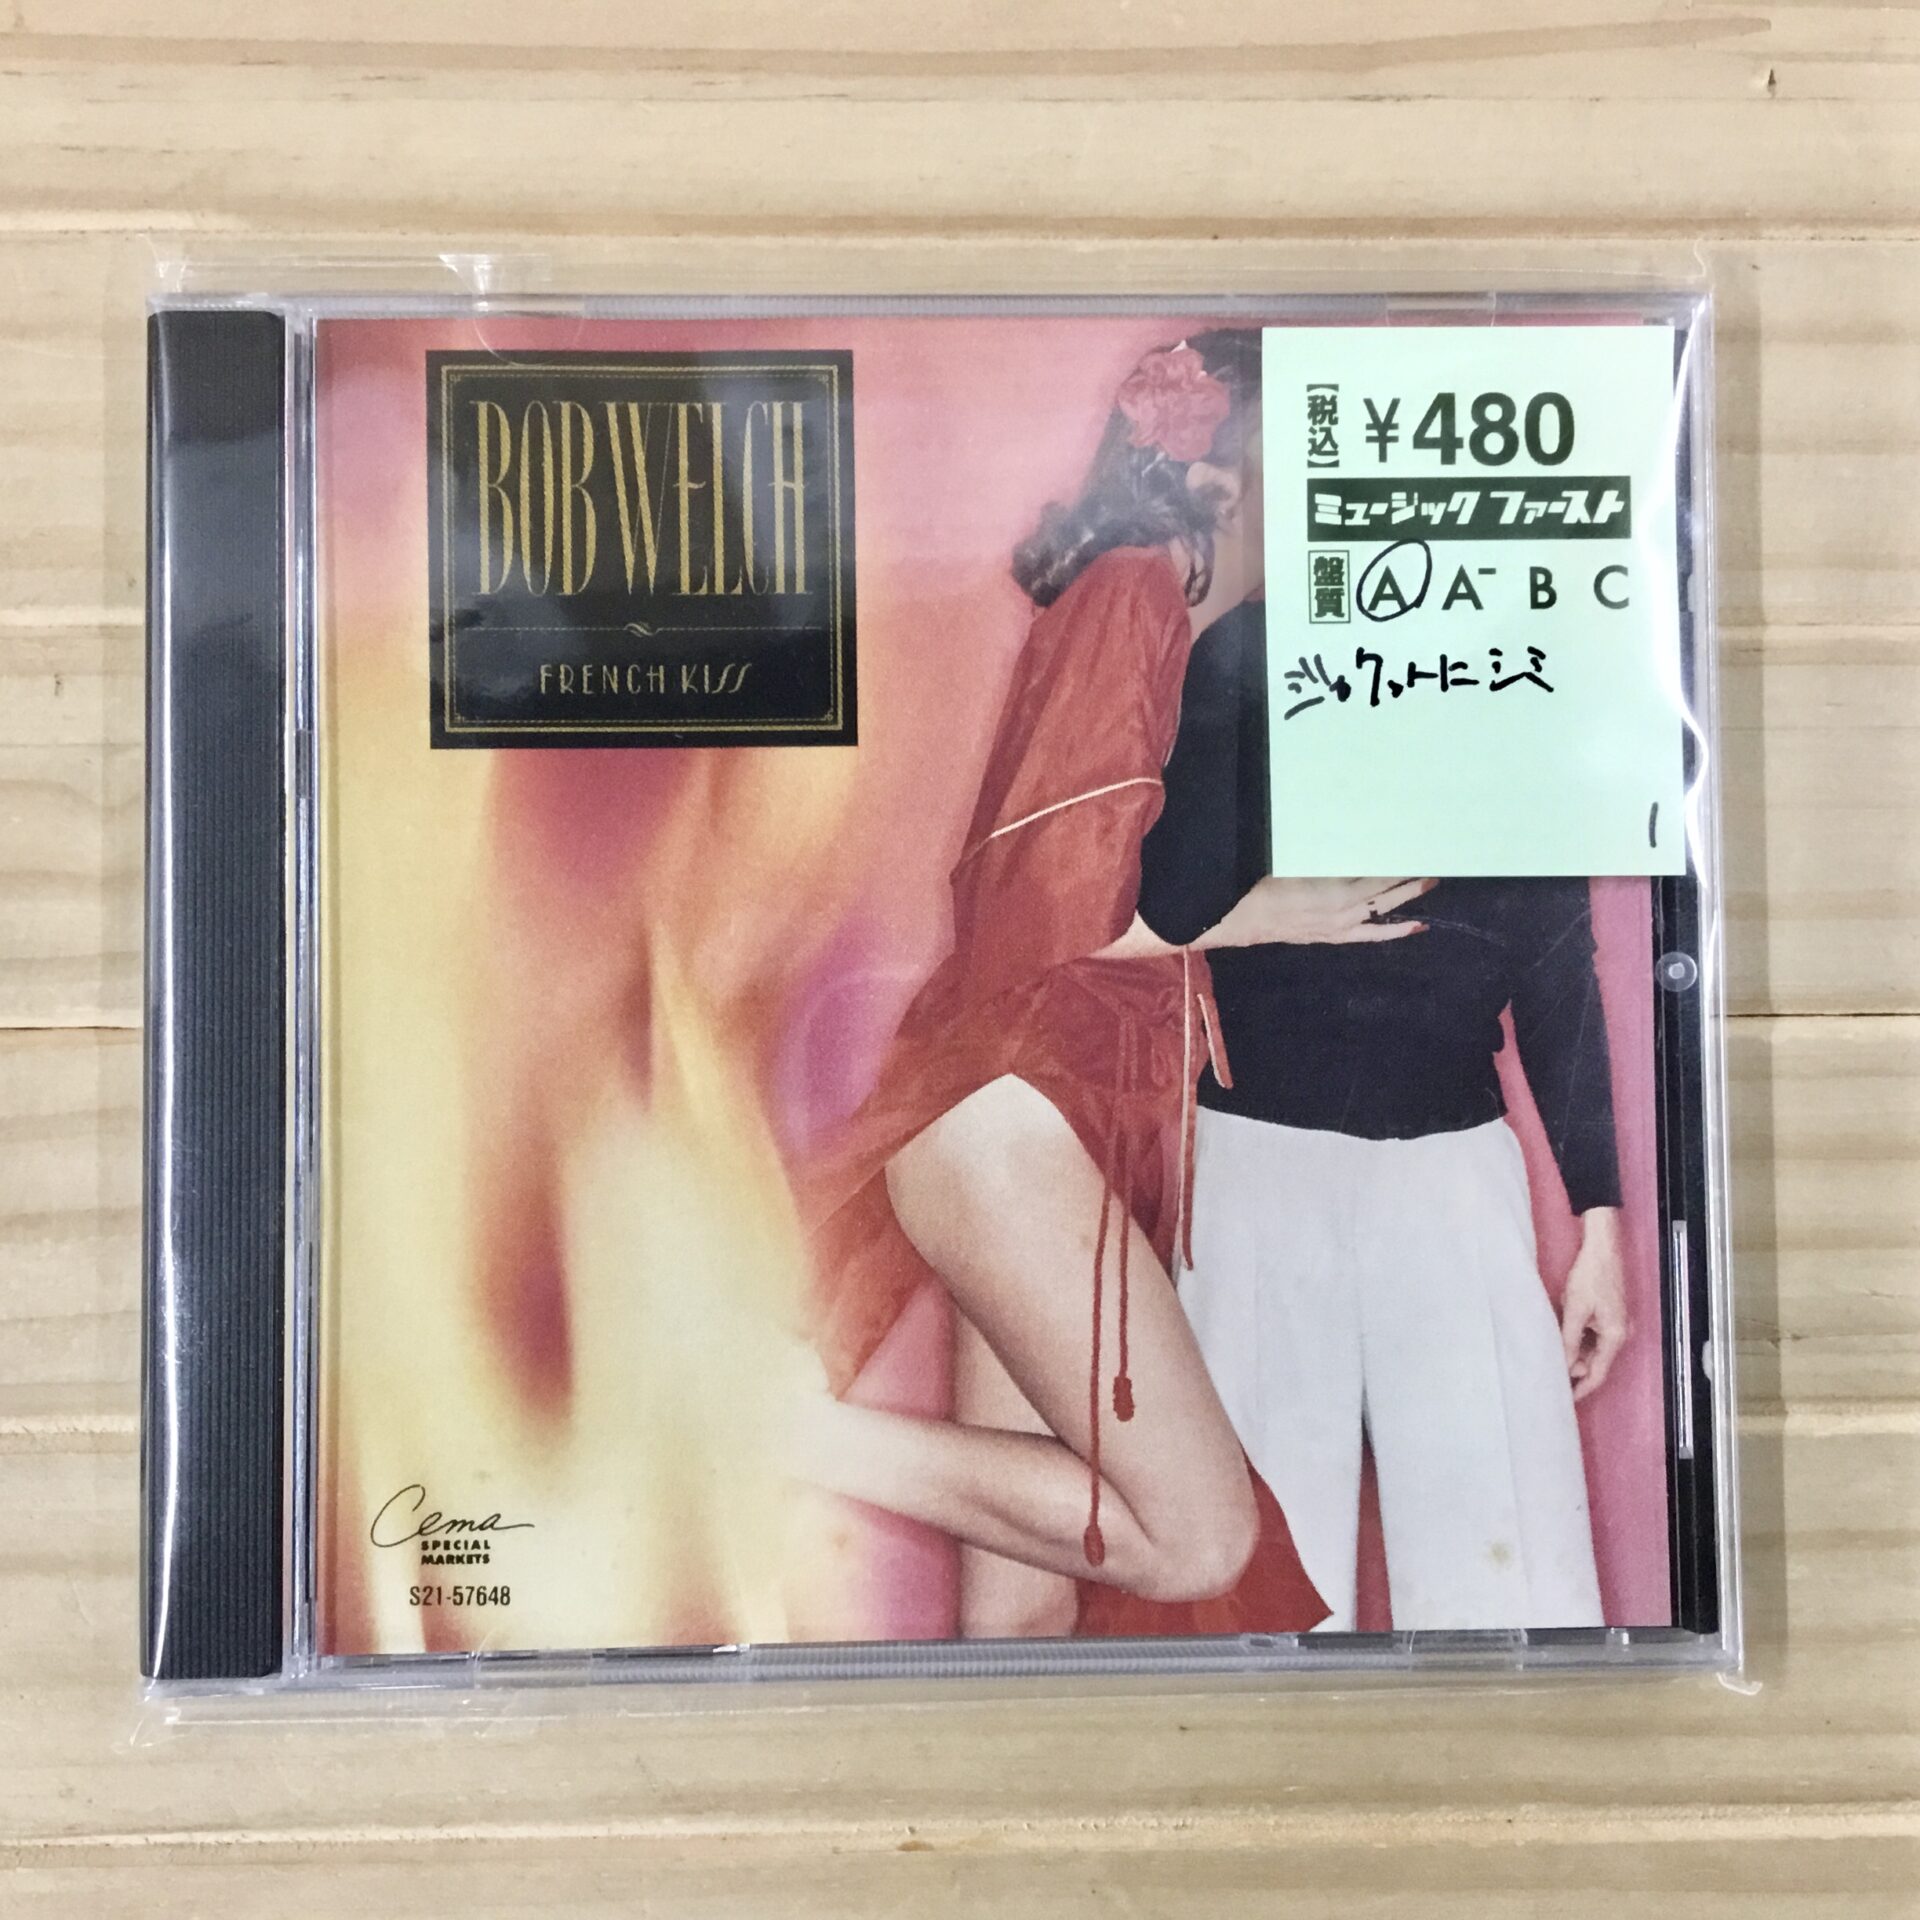 BOB WELCH
FRENCH KISS
【税込】 ¥480
ミュージック ファースト
盤質 A A⁻ B C
ジャケットにシミ
1
Cema
SPECIAL
MARKETS
S21-57648